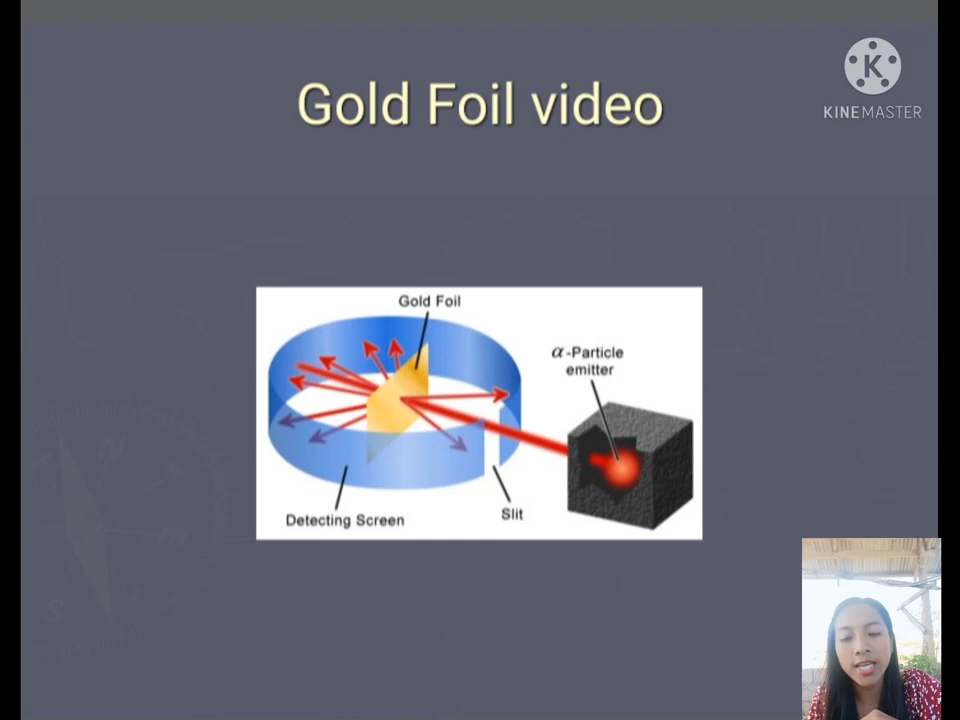 Gold Foil video
K
KINEMASTER
Gold Foil
α-Particle
emitter
Detecting Screen
Slit